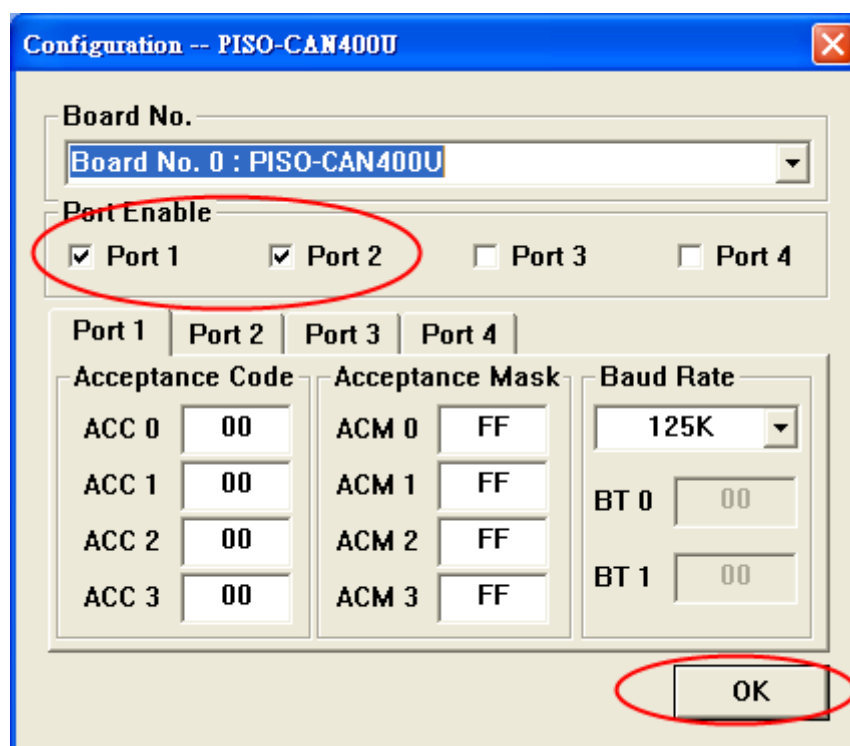 Configuration -- PISO-CAN400U
Board No.
Board No. 0 : PISO-CAN400U
Port Enable
Port 1 Port 2 Port 3 Port 4
Port 1 Port 2 Port 3 Port 4
Acceptance Code Acceptance Mask Baud Rate
ACC 0 00 ACM 0 FF 125K
ACC 1 00 ACM 1 FF BT 0 00
ACC 2 00 ACM 2 FF BT 1 00
ACC 3 00 ACM 3 FF
OK